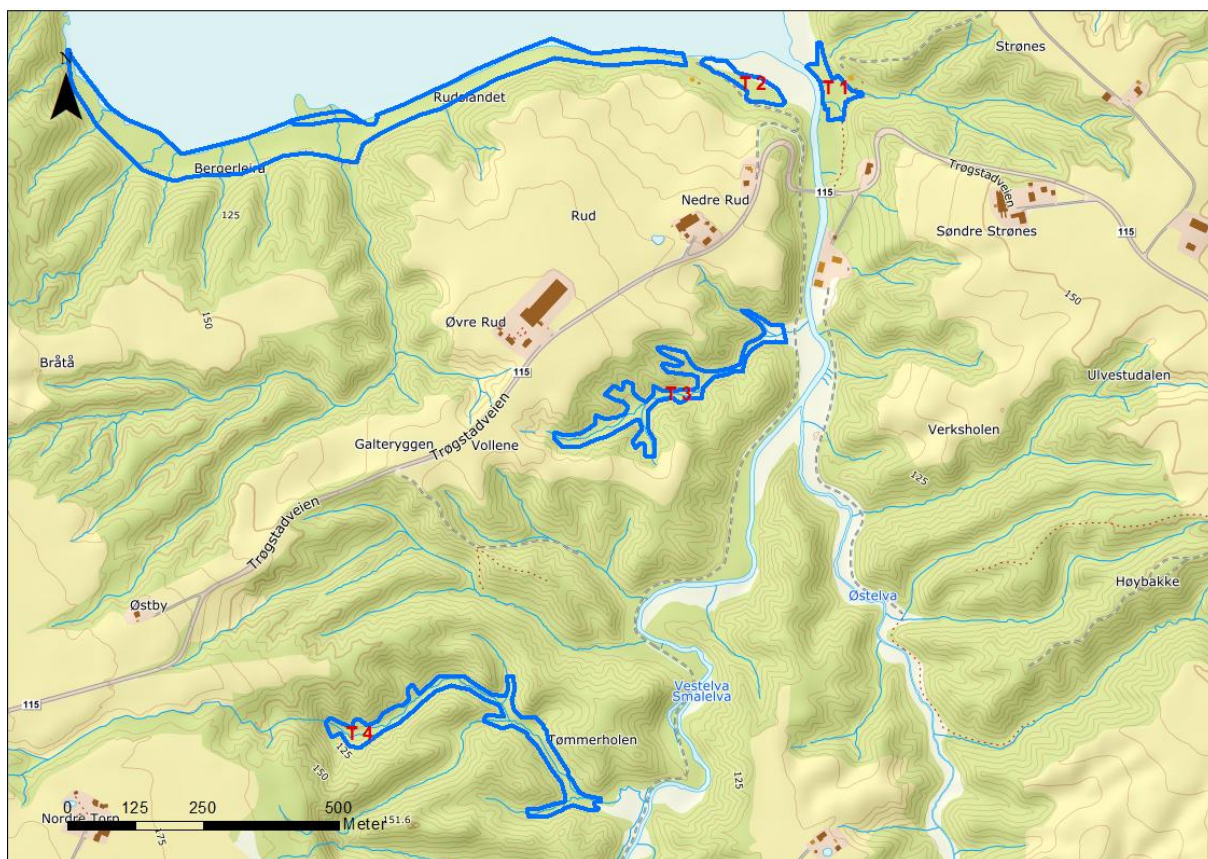 N
Strønes
T 2
T 1
Rudslandet
Bergerleira
Trøgstadveien
115
Nedre Rud
125
Rud
Søndre Strønes
115
150
150
Øvre Rud
Bråtå
115
Ulvestudalen
T 3
Galteryggen
Vollene
Trøgstadveien
Verksholen
125
Trøgstadveien
Høybakke
Østby
Østelva
Vestelva
Smalelva
115
T 4
125
Tømmerholen
150
125
0 125 250 500
Meter
151.6
Nordre Torp
175